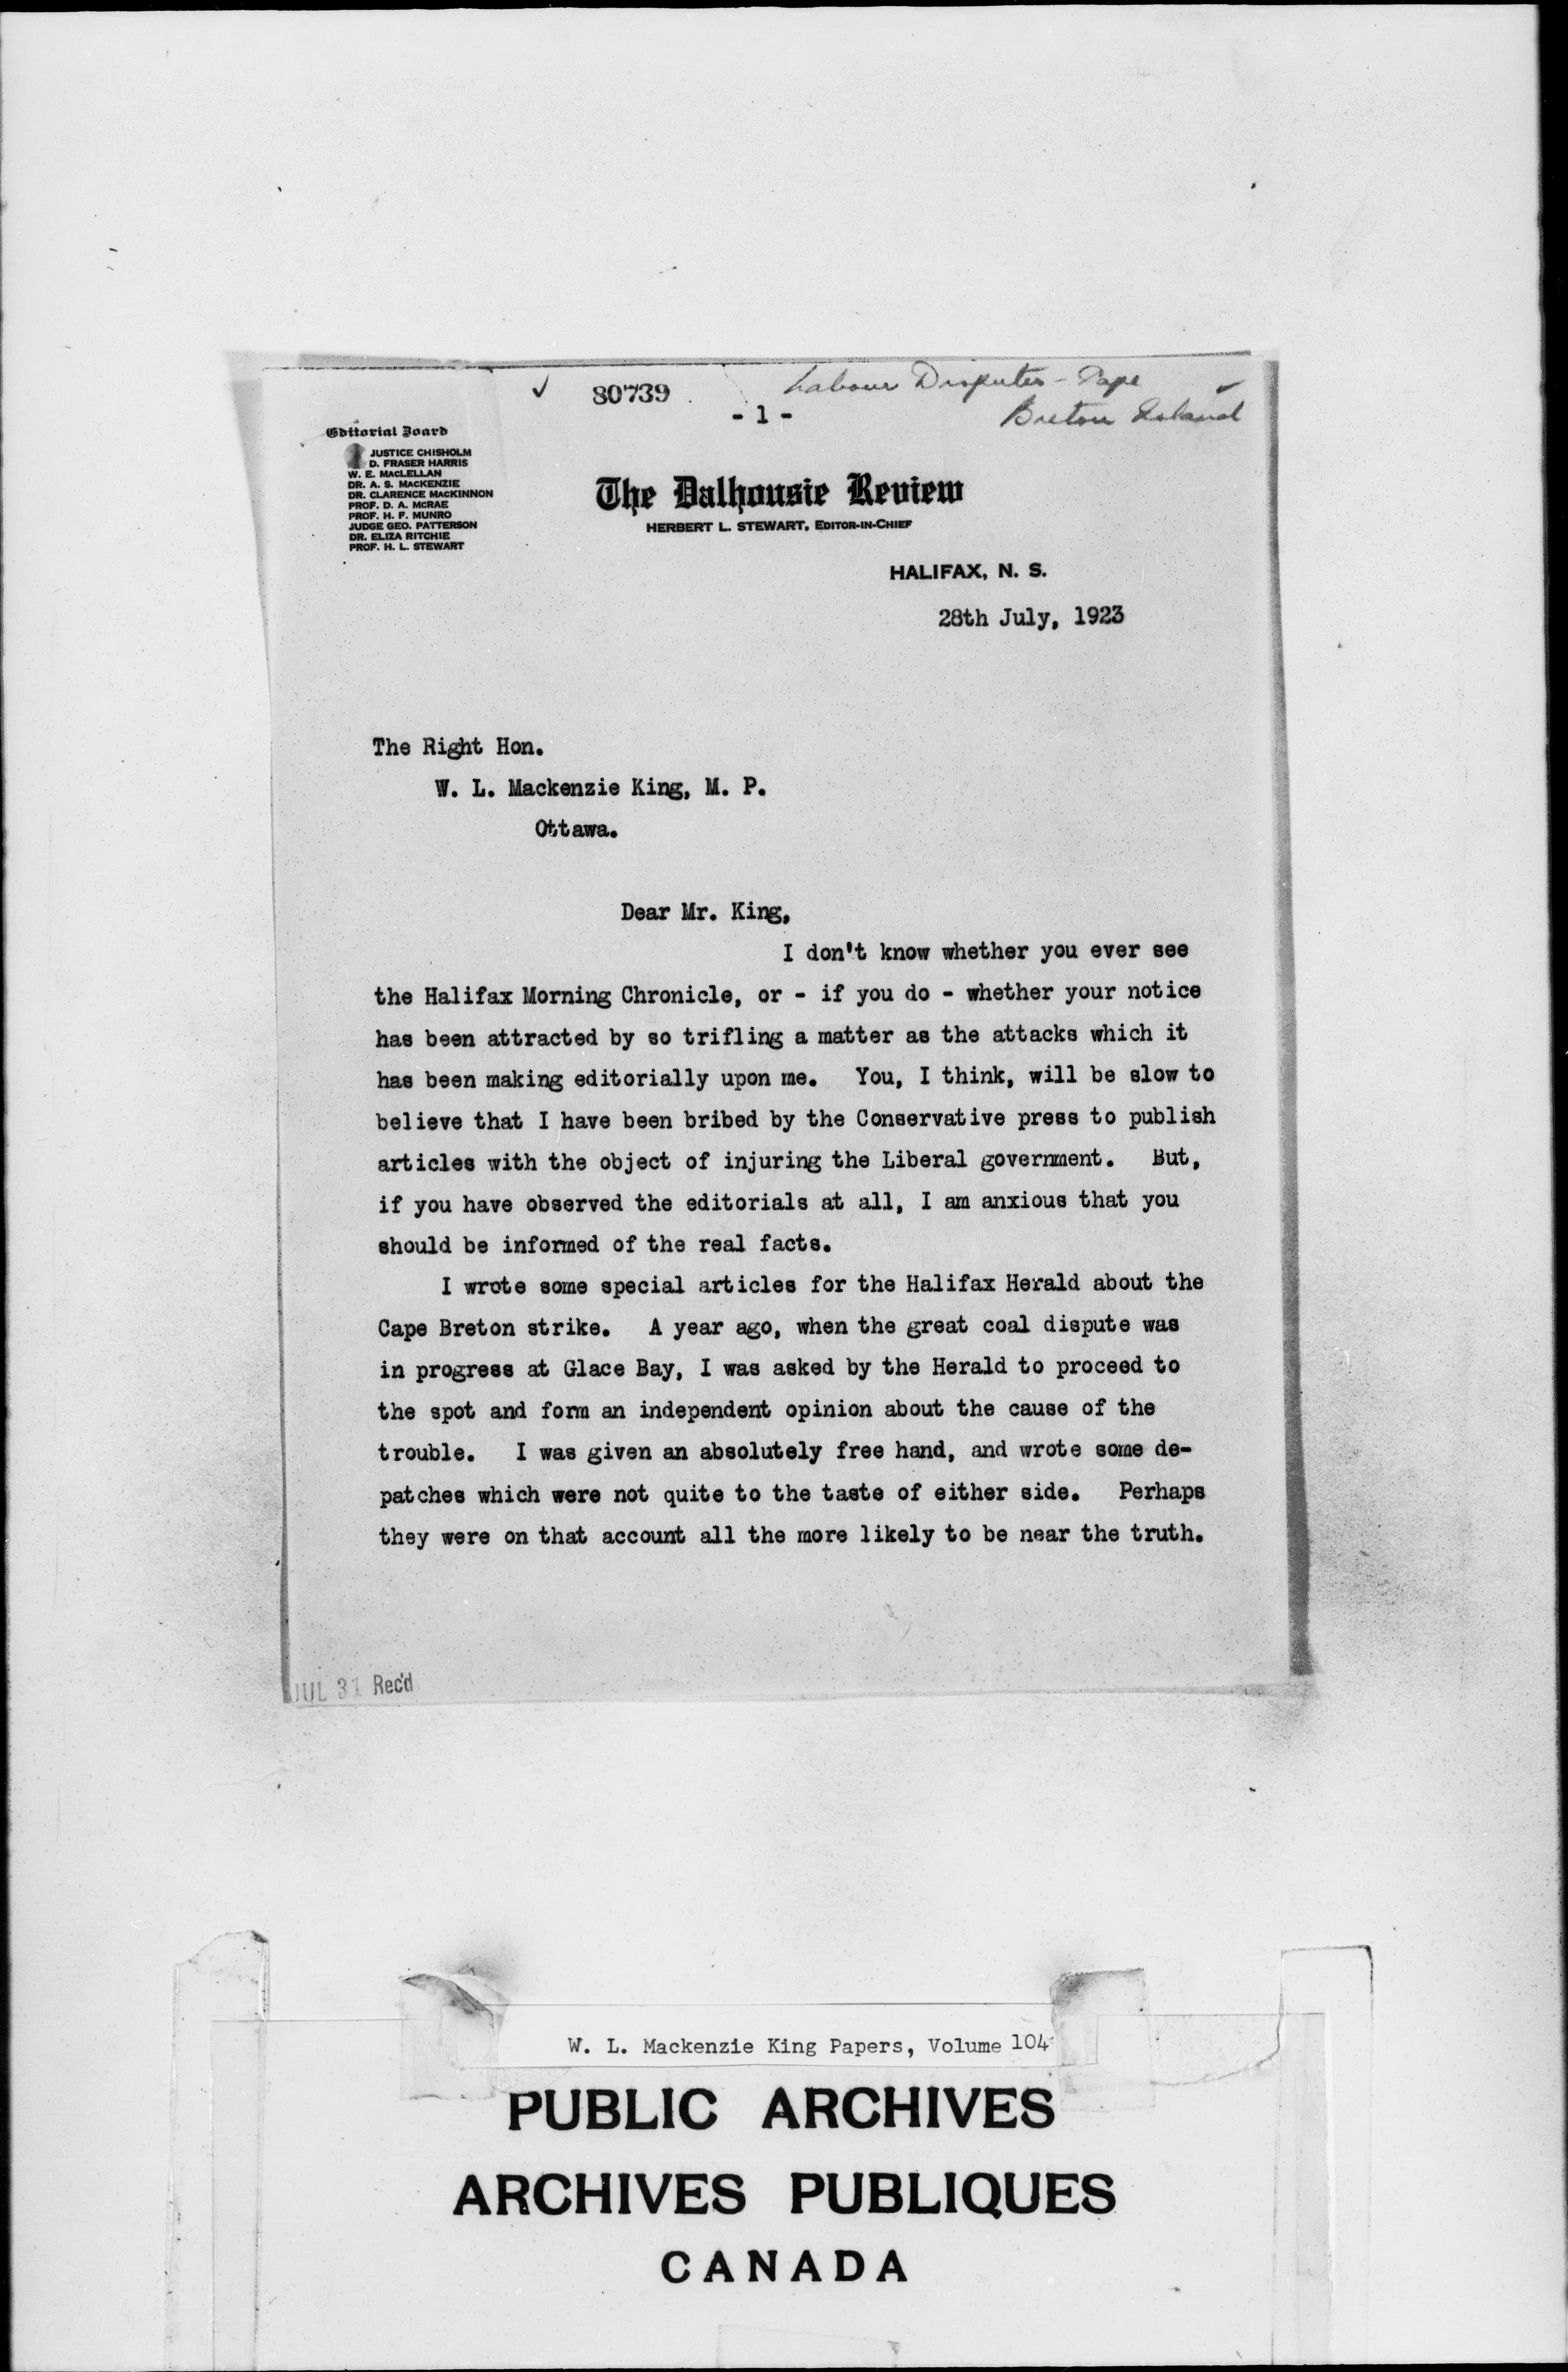 ✓ 80739 Labour Disputes - Cape ✓
- 1 - Breton Island
Editorial Board
JUSTICE CHISHOLM
D. FRASER HARRIS
W. E. MACLELLAN
DR. A. S. MACKENZIE
DR. CLARENCE MACKINNON
PROF. D. A. MCRAE
PROF. H. F. MUNRO
JUDGE GEO. PATTERSON
DR. ELIZA RITCHIE
PROF. H. L. STEWART
The Dalhousie Review
HERBERT L. STEWART, EDITOR-IN-CHIEF
HALIFAX, N. S.
28th July, 1923
The Right Hon.
W. L. Mackenzie King, M. P.
Ottawa.
Dear Mr. King,
I don't know whether you ever see
the Halifax Morning Chronicle, or - if you do - whether your notice
has been attracted by so trifling a matter as the attacks which it
has been making editorially upon me. You, I think, will be slow to
believe that I have been bribed by the Conservative press to publish
articles with the object of injuring the Liberal government. But,
if you have observed the editorials at all, I am anxious that you
should be informed of the real facts.
I wrote some special articles for the Halifax Herald about the
Cape Breton strike. A year ago, when the great coal dispute was
in progress at Glace Bay, I was asked by the Herald to proceed to
the spot and form an independent opinion about the cause of the
trouble. I was given an absolutely free hand, and wrote some de-
patches which were not quite to the taste of either side. Perhaps
they were on that account all the more likely to be near the truth.
JUL 31 Rec'd
W. L. Mackenzie King Papers, Volume 104
PUBLIC ARCHIVES
ARCHIVES PUBLIQUES
CANADA